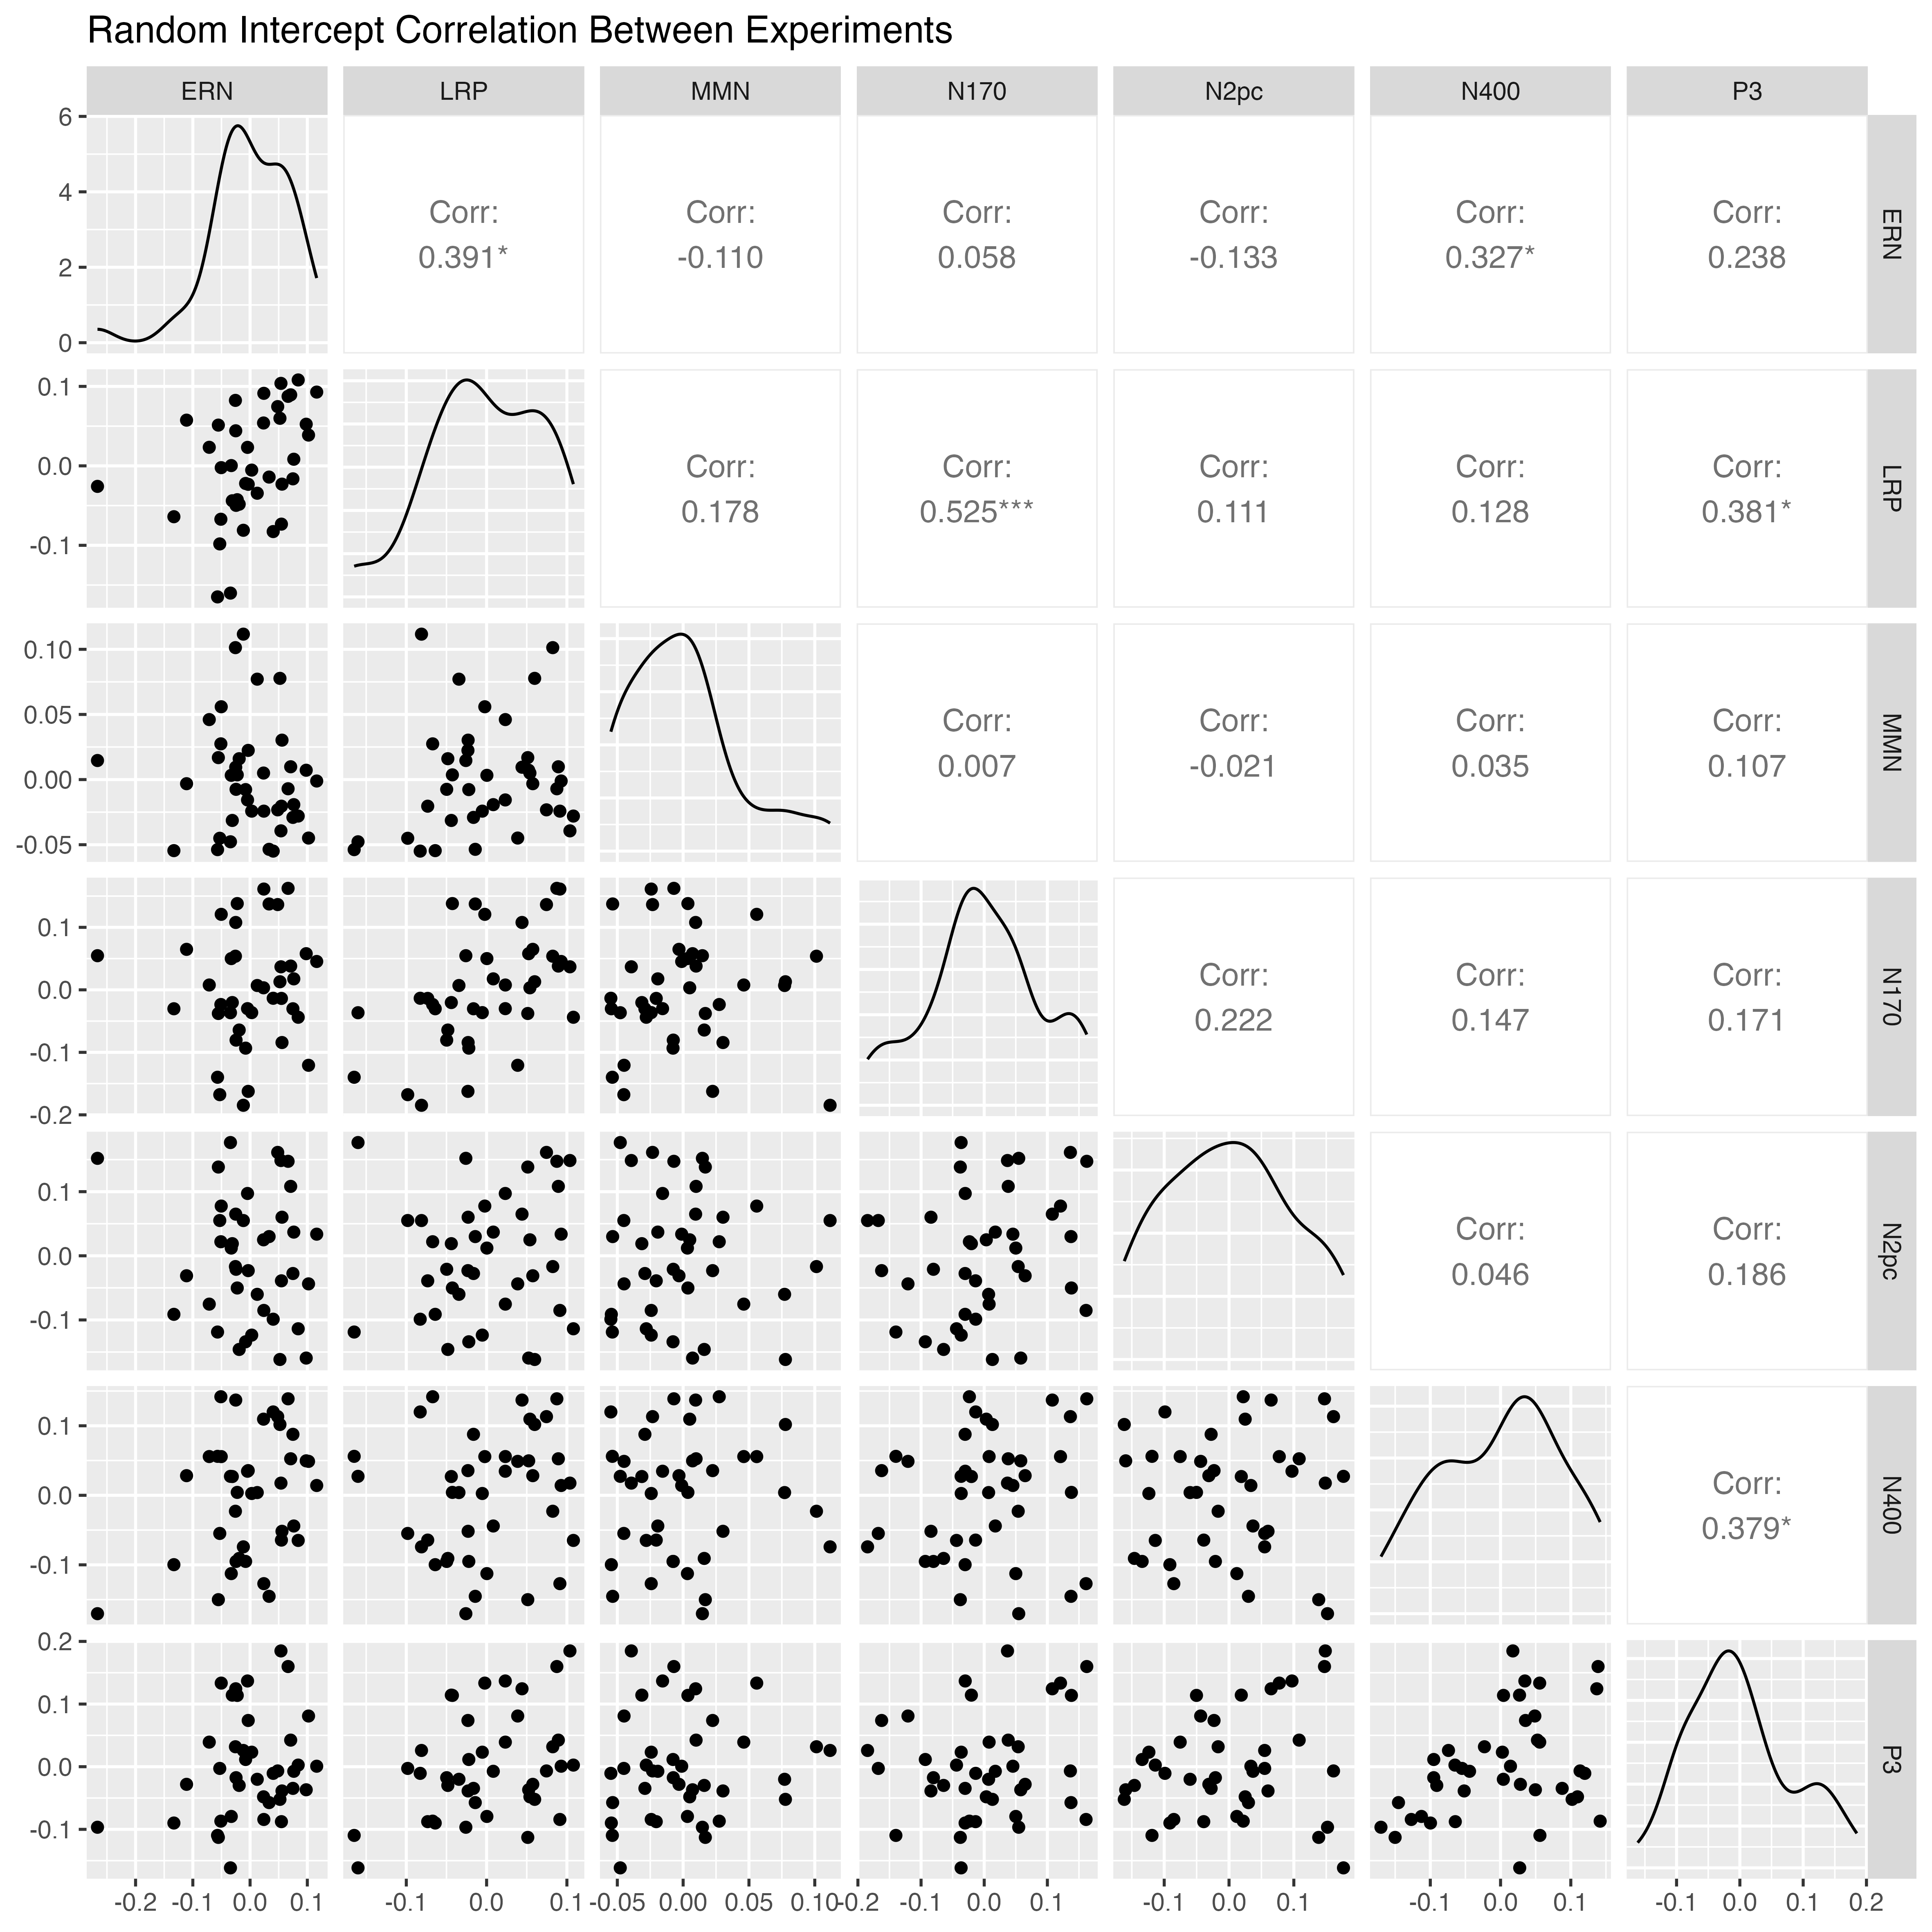 Random Intercept Correlation Between Experiments
ERN LRP MMN N170 N2pc N400 P3
6
4
2
0
Corr:
0.391*
Corr:
-0.110
Corr:
0.058
Corr:
-0.133
Corr:
0.327*
Corr:
0.238
ERN
0.1
0.0
-0.1
Corr:
0.178
Corr:
0.525***
Corr:
0.111
Corr:
0.128
Corr:
0.381*
LRP
0.10
0.05
0.00
-0.05
Corr:
0.007
Corr:
-0.021
Corr:
0.035
Corr:
0.107
MMN
0.1
0.0
-0.1
-0.2
Corr:
0.222
Corr:
0.147
Corr:
0.171
N170
0.1
0.0
-0.1
Corr:
0.046
Corr:
0.186
N2pc
0.1
0.0
-0.1
Corr:
0.379*
N400
0.2
0.1
0.0
-0.1
P3
-0.2 -0.1 0.0 0.1 -0.1 0.0 0.1 -0.05 0.00 0.05 0.10 -0.2 -0.1 0.0 0.1 -0.1 0.0 0.1 -0.1 0.0 0.1 -0.1 0.0 0.1 0.2